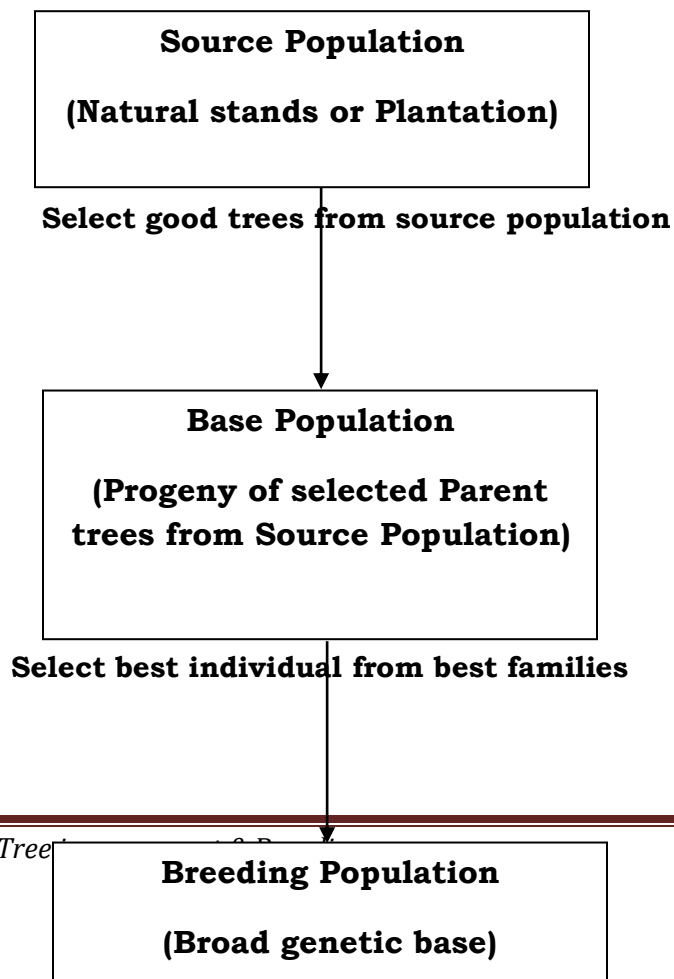 Source Population
(Natural stands or Plantation)
Select good trees from source population
Base Population
(Progeny of selected Parent
trees from Source Population)
Select best individual from best families
Tree
Breeding Population
(Broad genetic base)